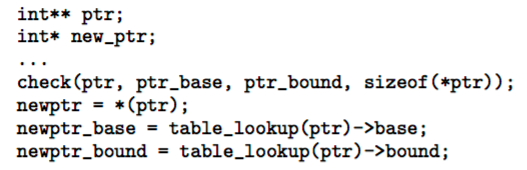 int** ptr;
int* new_ptr;
...
check(ptr, ptr_base, ptr_bound, sizeof(*ptr));
newptr = *(ptr);
newptr_base = table_lookup(ptr)->base;
newptr_bound = table_lookup(ptr)->bound;